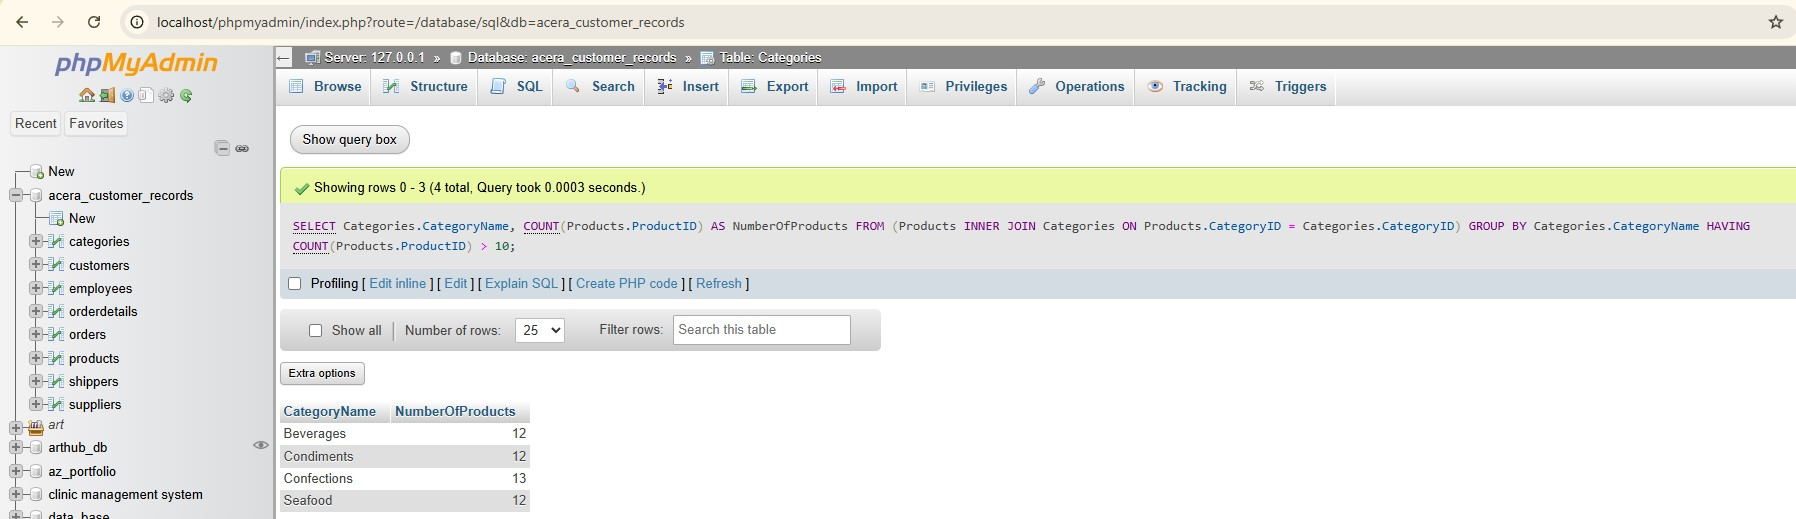 localhost/phpmyadmin/index.php?route=/database/sql&db=acera_customer_records
phpMyAdmin
Recent Favorites
New
acera_customer_records
New
categories
customers
employees
orderdetails
orders
products
shippers
suppliers
art
arthub_db
az_portfolio
clinic management system
data_base
Server: 127.0.0.1 » Database: acera_customer_records » Table: Categories
Browse Structure SQL Search Insert Export Import Privileges Operations Tracking Triggers
Show query box
Showing rows 0 - 3 (4 total, Query took 0.0003 seconds.)
SELECT Categories.CategoryName, COUNT(Products.ProductID) AS NumberOfProducts FROM (Products INNER JOIN Categories ON Products.CategoryID = Categories.CategoryID) GROUP BY Categories.CategoryName HAVING
COUNT(Products.ProductID) > 10;
Profiling [ Edit inline ] [ Edit ] [ Explain SQL ] [ Create PHP code ] [ Refresh ]
Show all Number of rows: 25 Filter rows: Search this table
Extra options
CategoryName NumberOfProducts
Beverages 12
Condiments 12
Confections 13
Seafood 12